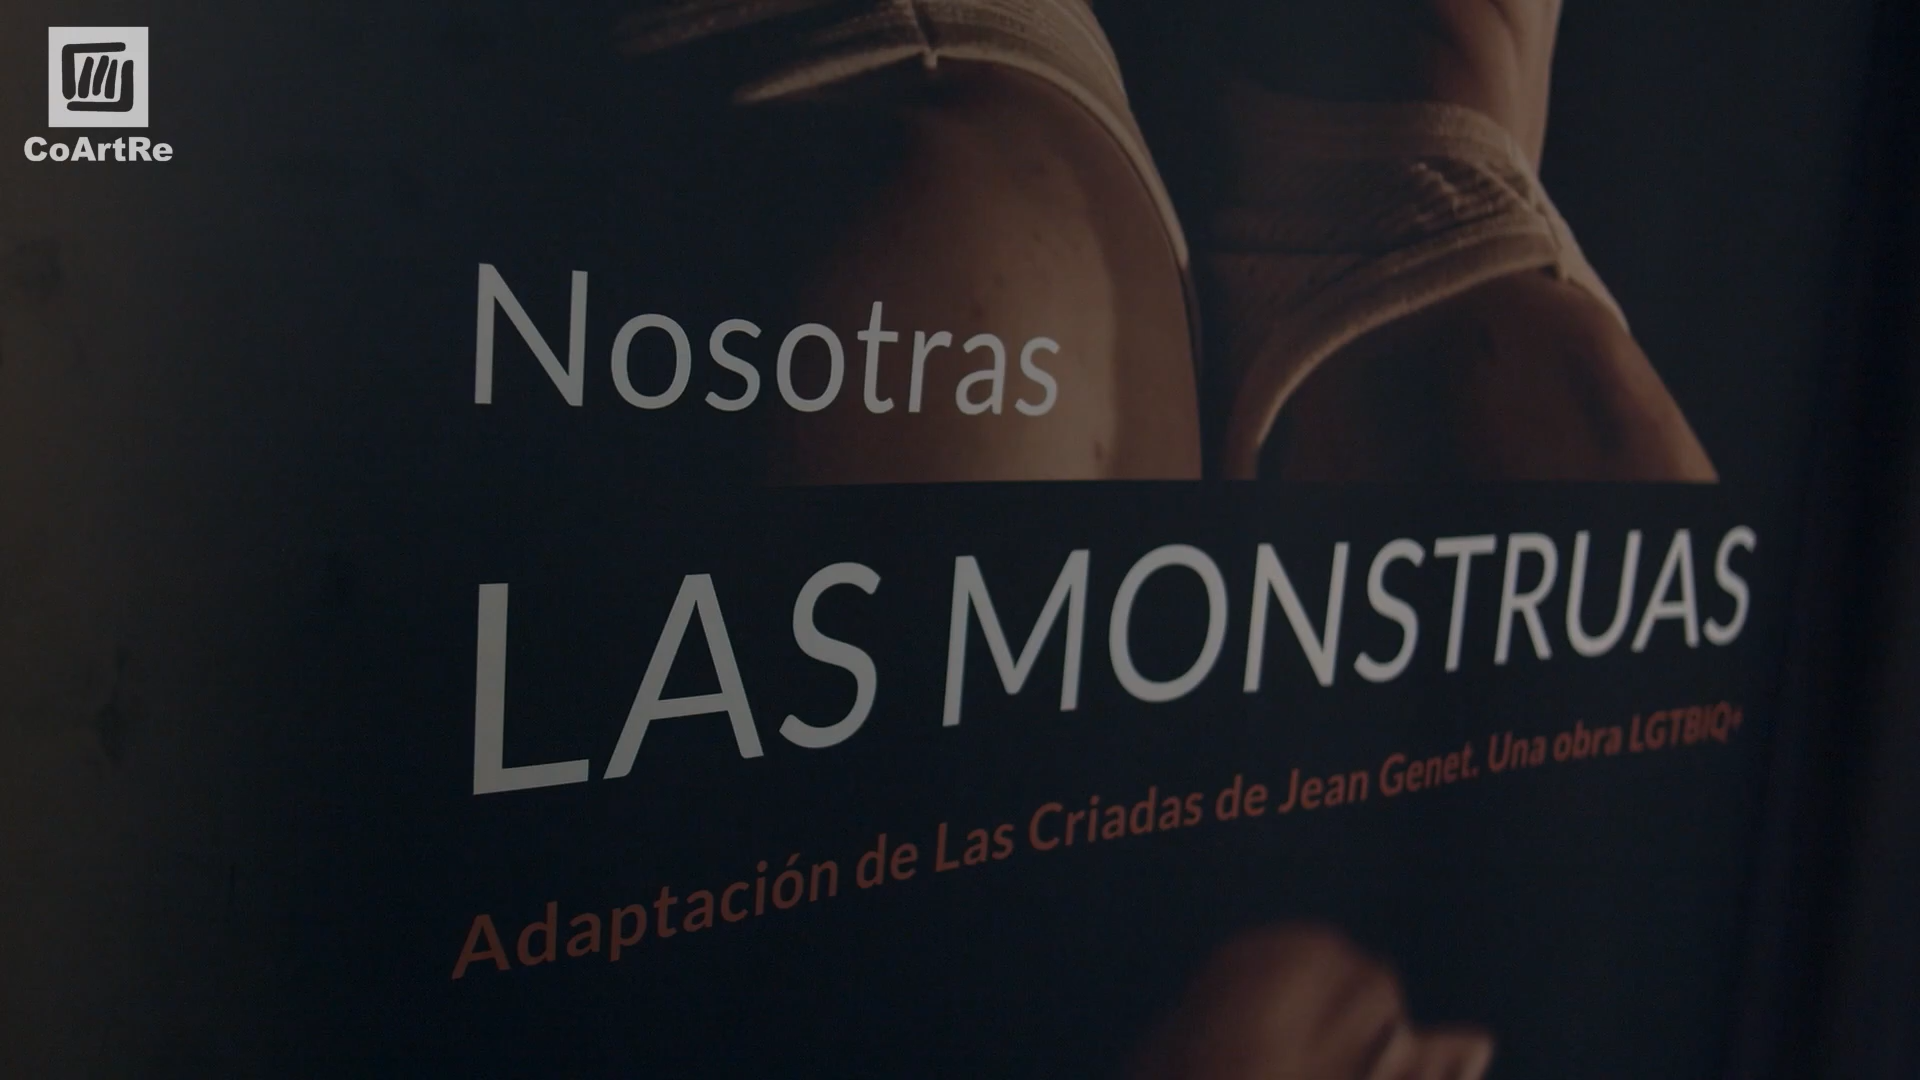 CoArtRe
Nosotras
LAS MONSTRUAS
Adaptación de Las Criadas de Jean Genet. Una obra LGTBIQ+